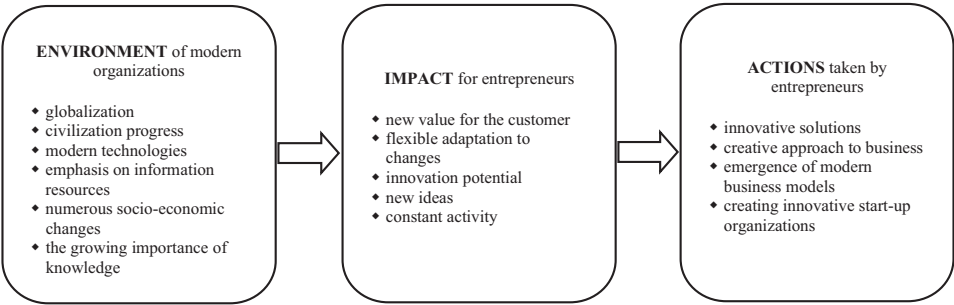 ENVIRONMENT of modern
organizations
◆ globalization
◆ civilization progress
◆ modern technologies
◆ emphasis on information
resources
◆ numerous socio-economic
changes
◆ the growing importance of
knowledge
IMPACT for entrepreneurs
◆ new value for the customer
◆ flexible adaptation to
changes
◆ innovation potential
◆ new ideas
◆ constant activity
ACTIONS taken by
entrepreneurs
◆ innovative solutions
◆ creative approach to business
◆ emergence of modern
business models
◆ creating innovative start-up
organizations